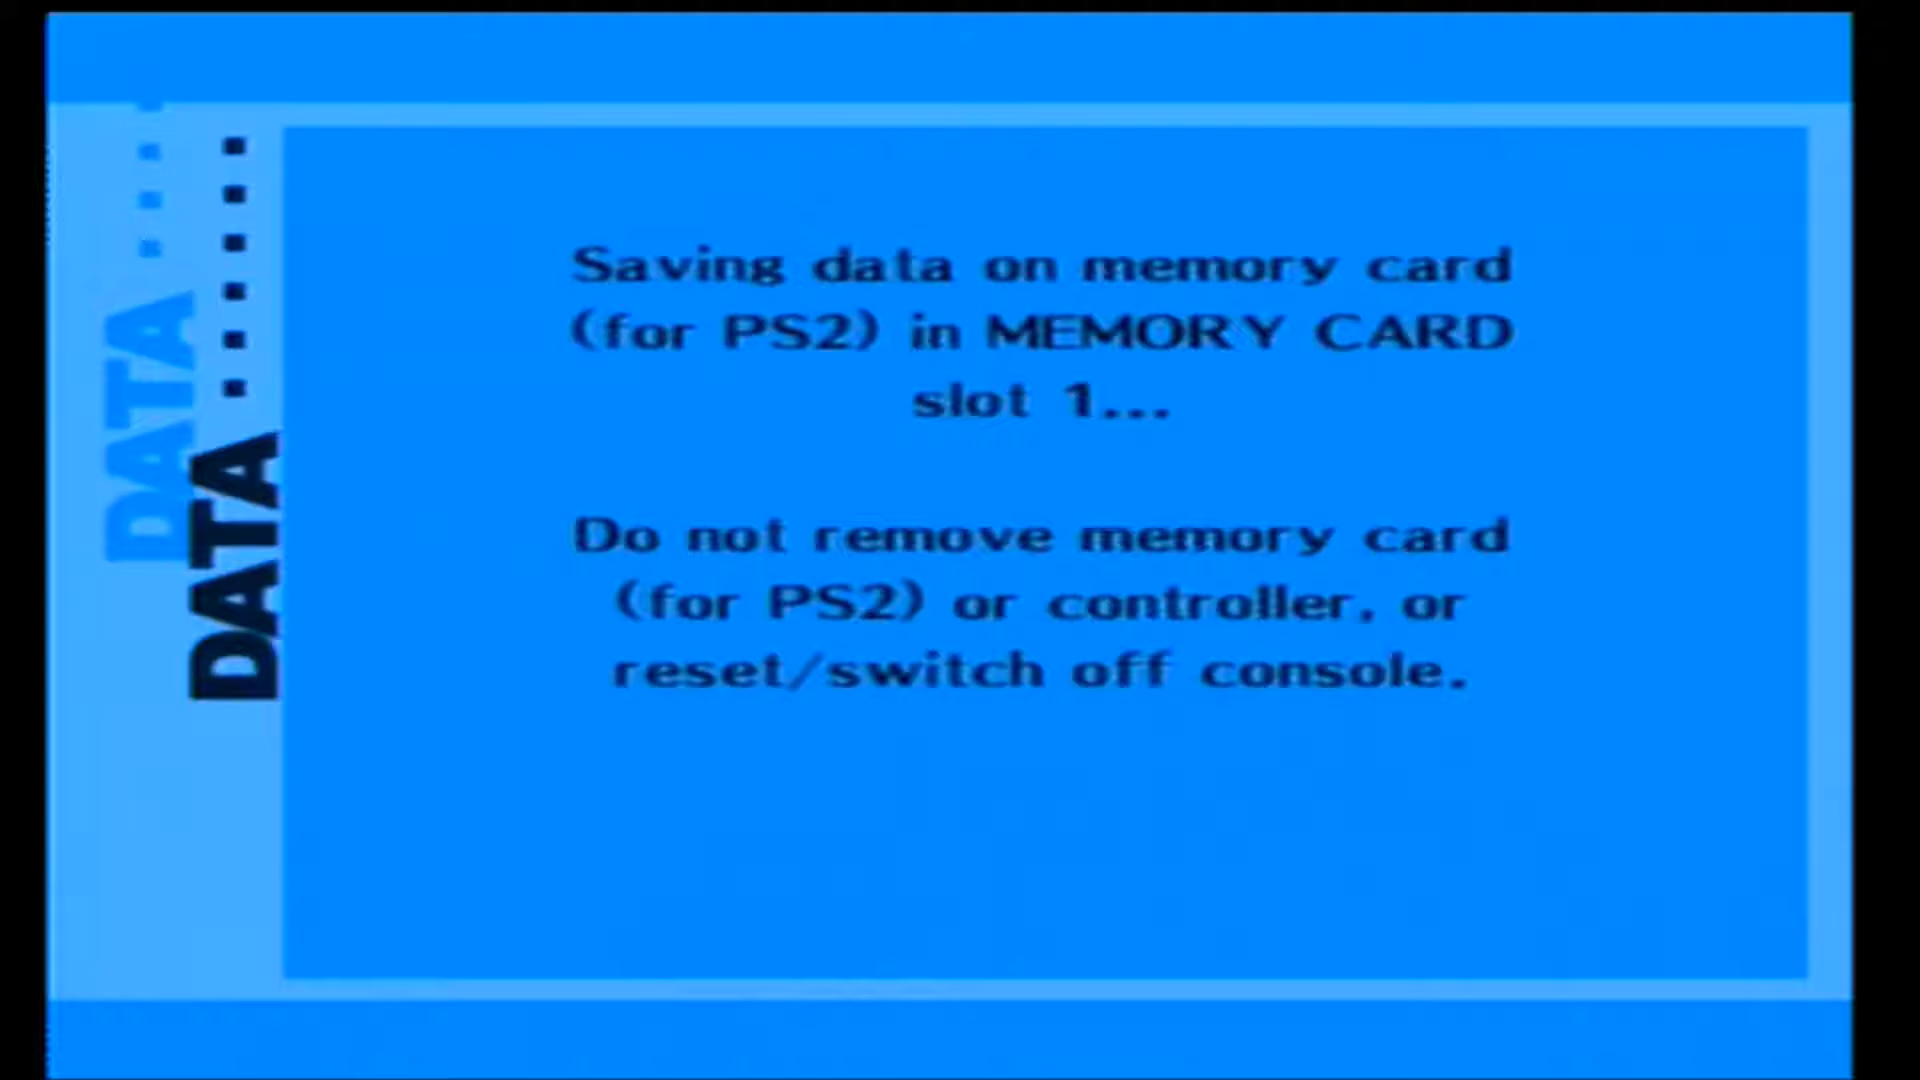 DATA......
DATA....
Saving data on memory card
(for PS2) in MEMORY CARD
slot 1...
Do not remove memory card
(for PS2) or controller, or
reset/switch off console.